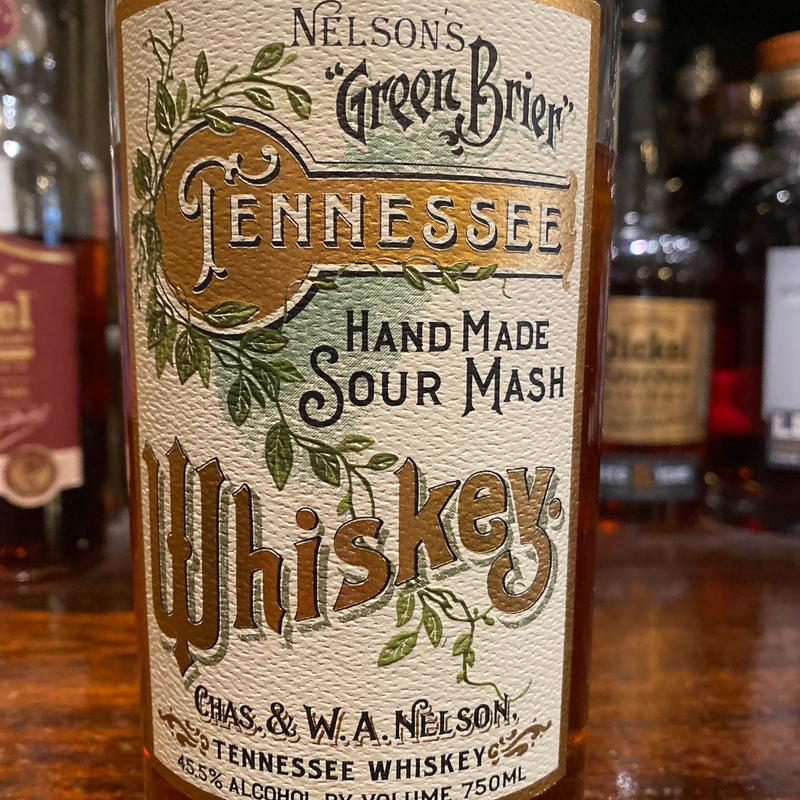 NELSON'S
"Green Brier"
TENNESSEE
HAND MADE
SOUR MASH
Whiskey.
CHAS. & W. A. NELSON,
TENNESSEE WHISKEY
45.5% ALCOHOL BY VOLUME 750ML
Dickel